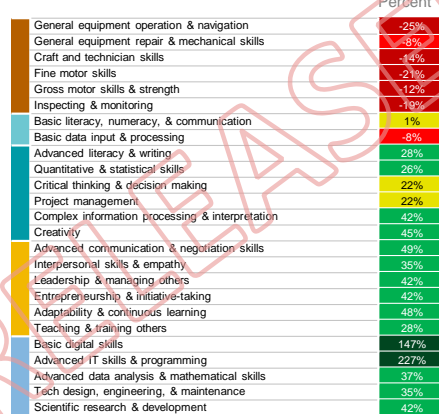 Percent
General equipment operation & navigation -25%
General equipment repair & mechanical skills -8%
Craft and technician skills -14%
Fine motor skills -21%
Gross motor skills & strength -12%
Inspecting & monitoring -19%
Basic literacy, numeracy, & communication 1%
Basic data input & processing -8%
Advanced literacy & writing 28%
Quantitative & statistical skills 26%
Critical thinking & decision making 22%
Project management 22%
Complex information processing & interpretation 42%
Creativity 45%
Advanced communication & negotiation skills 49%
Interpersonal skills & empathy 35%
Leadership & managing others 42%
Entrepreneurship & initiative-taking 42%
Adaptability & continuous learning 48%
Teaching & training others 28%
Basic digital skills 147%
Advanced IT skills & programming 227%
Advanced data analysis & mathematical skills 37%
Tech design, engineering, & maintenance 35%
Scientific research & development 42%
RELEASE